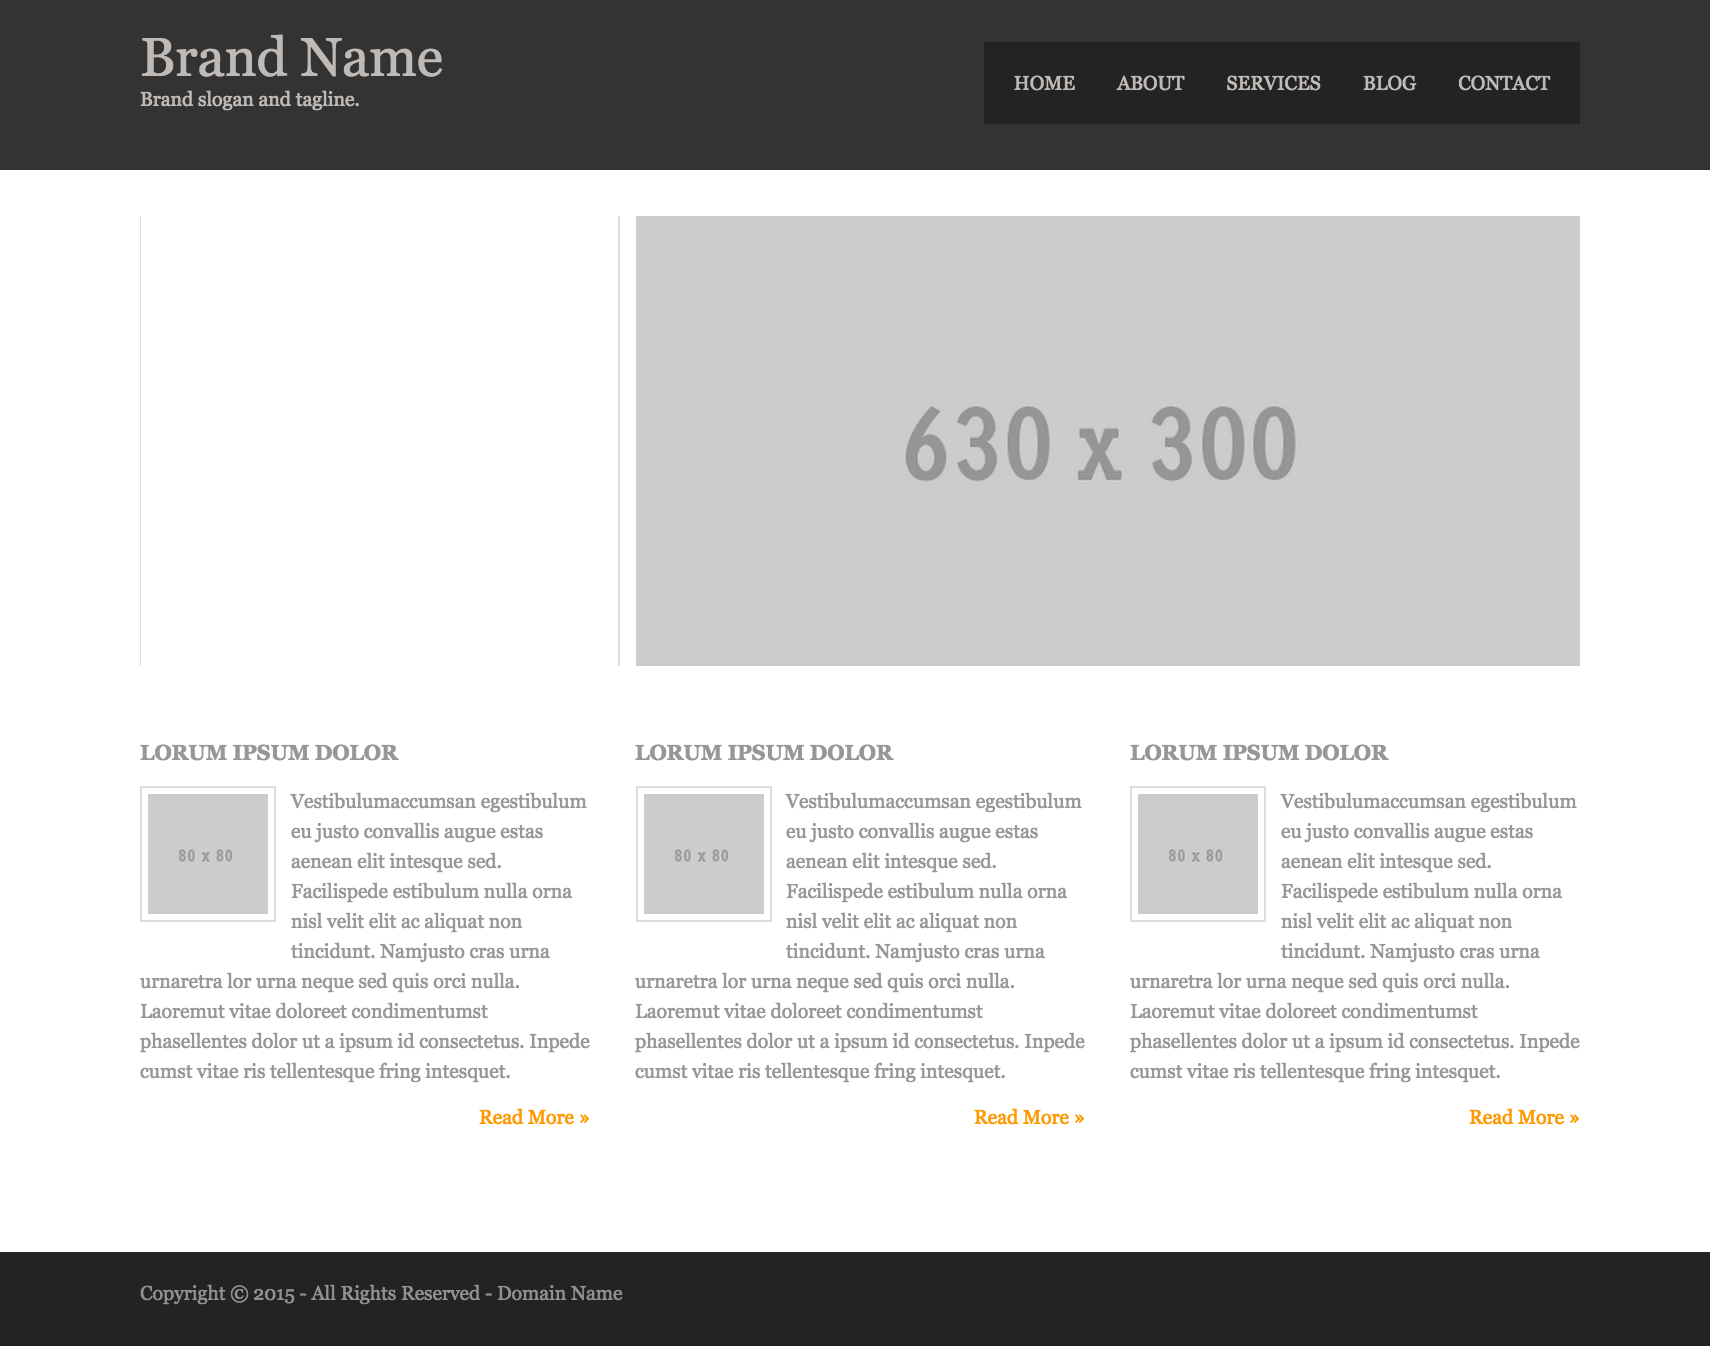 Brand Name
Brand slogan and tagline.
HOME ABOUT SERVICES BLOG CONTACT
630 x 300
LORUM IPSUM DOLOR
80 x 80
Vestibulumaccumsan egestibulum
eu justo convallis augue estas
aenean elit intesque sed.
Facilispede estibulum nulla orna
nisl velit elit ac aliquat non
tincidunt. Namjusto cras urna
urnaretra lor urna neque sed quis orci nulla.
Laoremut vitae doloreet condimentumst
phasellentes dolor ut a ipsum id consectetus. Inpede
cumst vitae ris tellentesque fring intesquet.
Read More »
LORUM IPSUM DOLOR
80 x 80
Vestibulumaccumsan egestibulum
eu justo convallis augue estas
aenean elit intesque sed.
Facilispede estibulum nulla orna
nisl velit elit ac aliquat non
tincidunt. Namjusto cras urna
urnaretra lor urna neque sed quis orci nulla.
Laoremut vitae doloreet condimentumst
phasellentes dolor ut a ipsum id consectetus. Inpede
cumst vitae ris tellentesque fring intesquet.
Read More »
LORUM IPSUM DOLOR
80 x 80
Vestibulumaccumsan egestibulum
eu justo convallis augue estas
aenean elit intesque sed.
Facilispede estibulum nulla orna
nisl velit elit ac aliquat non
tincidunt. Namjusto cras urna
urnaretra lor urna neque sed quis orci nulla.
Laoremut vitae doloreet condimentumst
phasellentes dolor ut a ipsum id consectetus. Inpede
cumst vitae ris tellentesque fring intesquet.
Read More »
Copyright © 2015 - All Rights Reserved - Domain Name